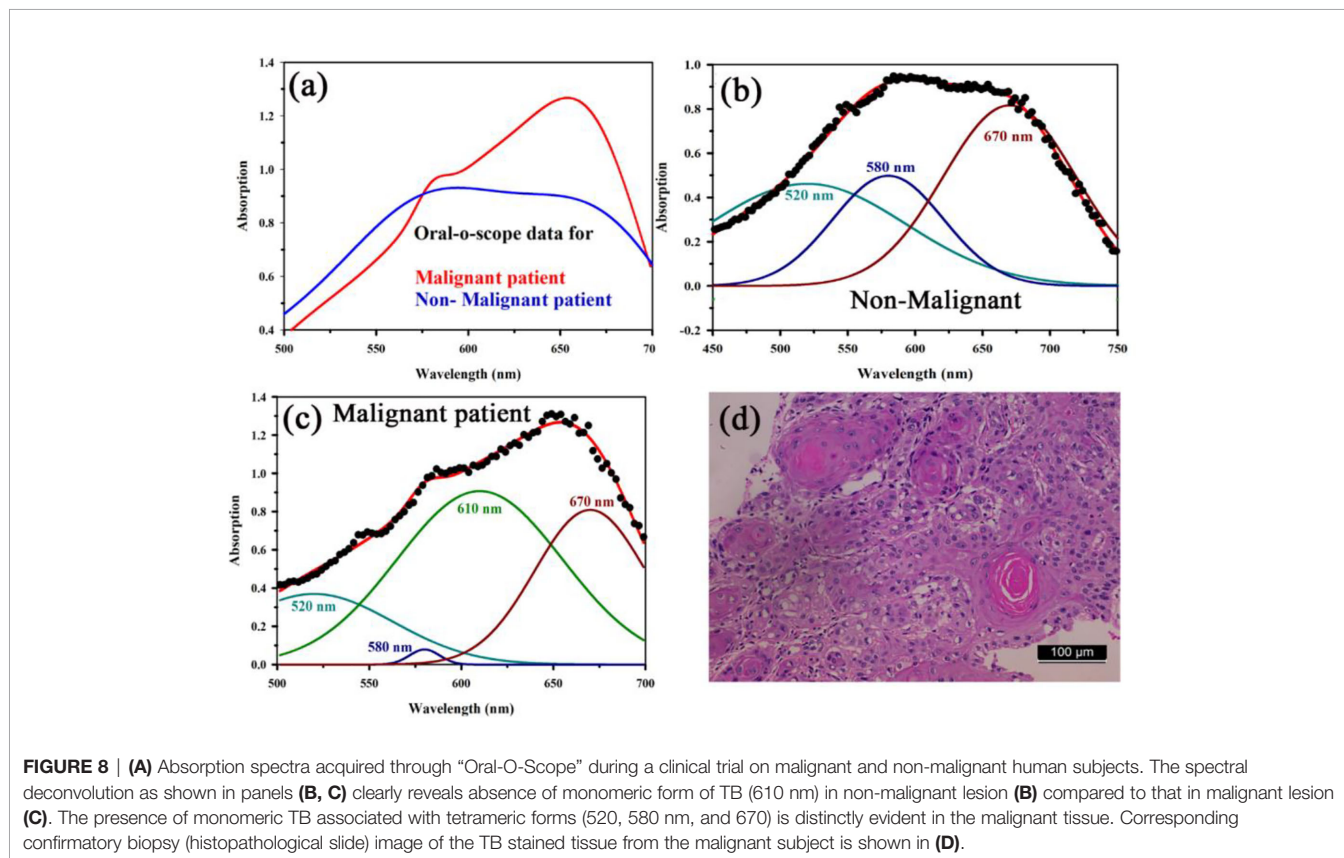 (a)
1.4
1.2
1.0
0.8
0.6
0.4
Absorption
Oral-o-scope data for
Malignant patient
Non- Malignant patient
500
550
600
650
70
Wavelength (nm)
(b)
1.0
0.8
0.6
0.4
0.2
0.0
-0.2
Absorption
520 nm
580 nm
670 nm
Non-Malignant
450
500
550
600
650
700
750
Wavelength (nm)
(c)
Malignant patient
1.4
1.2
1.0
0.8
0.6
0.4
0.2
0.0
Absorption
520 nm
580 nm
610 nm
670 nm
500
550
600
650
700
Wavelength (nm)
(d)
100 µm
FIGURE 8 | (A) Absorption spectra acquired through “Oral-O-Scope” during a clinical trial on malignant and non-malignant human subjects. The spectral
deconvolution as shown in panels (B, C) clearly reveals absence of monomeric form of TB (610 nm) in non-malignant lesion (B) compared to that in malignant lesion
(C). The presence of monomeric TB associated with tetrameric forms (520, 580 nm, and 670) is distinctly evident in the malignant tissue. Corresponding
confirmatory biopsy (histopathological slide) image of the TB stained tissue from the malignant subject is shown in (D).